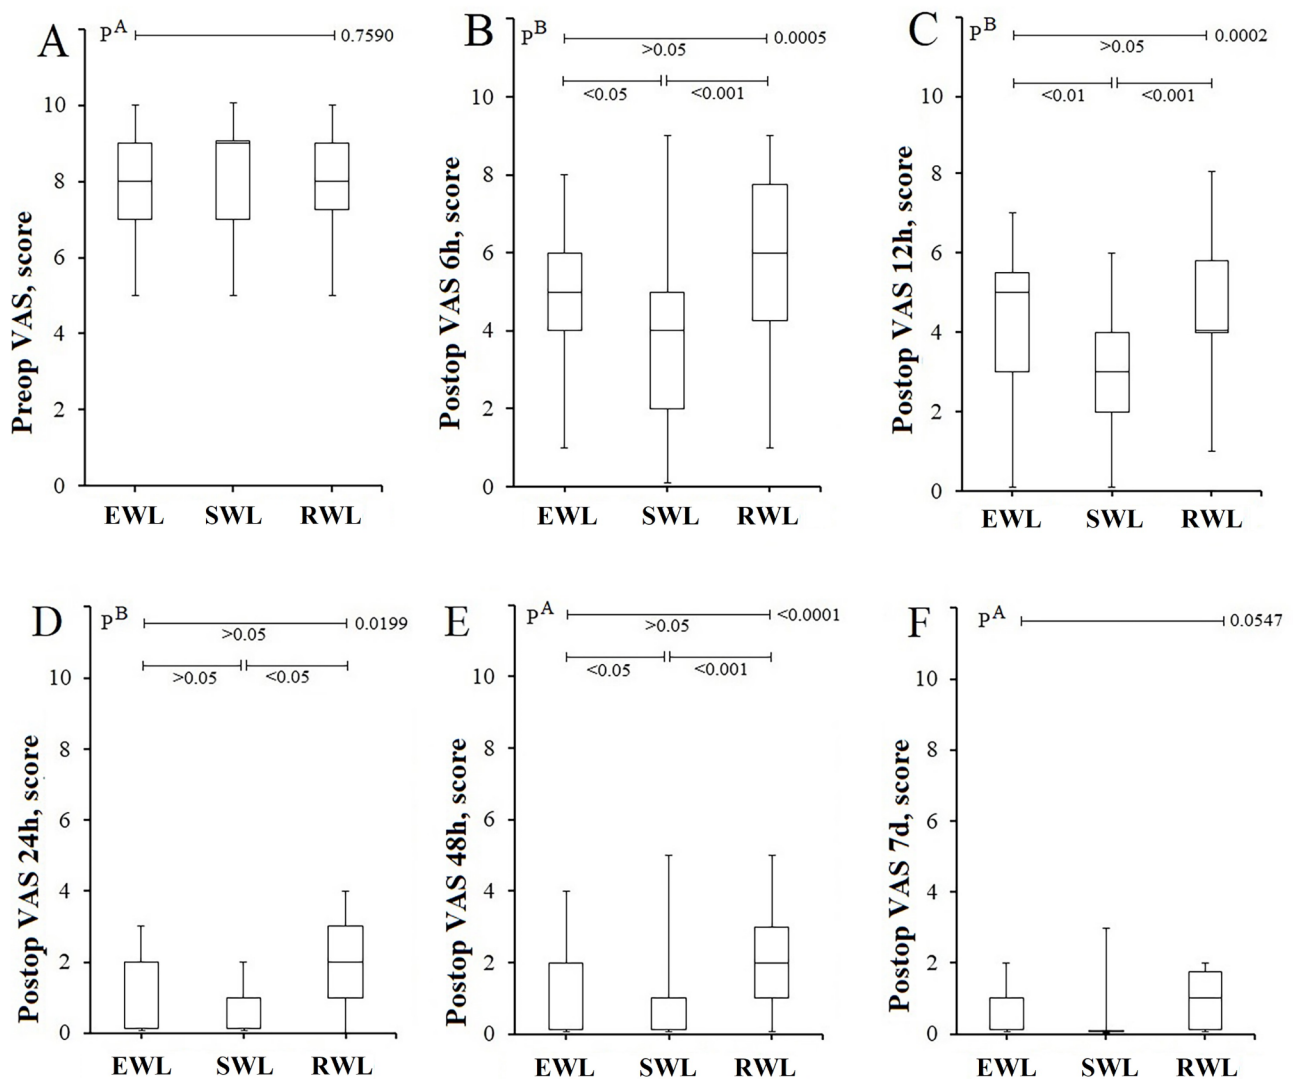 A
P^A
0.7590
Preop VAS, score
10
8
6
4
2
0
EWL SWL RWL
B
P^B
0.0005
>0.05
<0.05 <0.001
Postop VAS 6h, score
10
8
6
4
2
0
EWL SWL RWL
C
P^B
0.0002
>0.05
<0.01 <0.001
Postop VAS 12h, score
10
8
6
4
2
0
EWL SWL RWL
D
P^B
0.0199
>0.05
>0.05 <0.05
Postop VAS 24h, score
10
8
6
4
2
0
EWL SWL RWL
E
P^A
<0.0001
>0.05
<0.05 <0.001
Postop VAS 48h, score
10
8
6
4
2
0
EWL SWL RWL
F
P^A
0.0547
Postop VAS 7d, score
10
8
6
4
2
0
EWL SWL RWL